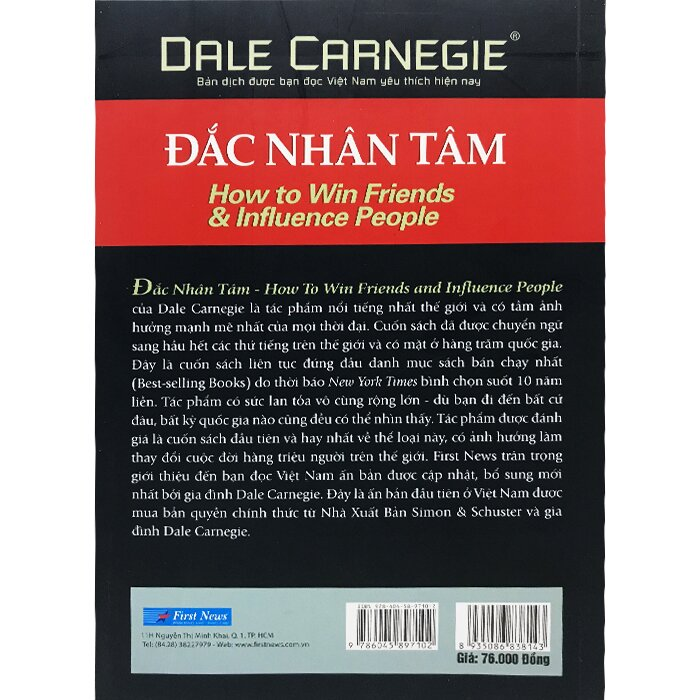 DALE CARNEGIE®
Bản dịch được bạn đọc Việt Nam yêu thích hiện nay
ĐẮC NHÂN TÂM
How to Win Friends
& Influence People
Đắc Nhân Tâm - How To Win Friends and Influence People
của Dale Carnegie là tác phẩm nổi tiếng nhất thế giới và có tầm ảnh
hưởng mạnh mẽ nhất của mọi thời đại. Cuốn sách đã được chuyển ngữ
sang hầu hết các thứ tiếng trên thế giới và có mặt ở hàng trăm quốc gia.
Đây là cuốn sách liên tục đứng đầu danh mục sách bán chạy nhất
(Best-selling Books) do thời báo New York Times bình chọn suốt 10 năm
liền. Tác phẩm có sức lan tỏa vô cùng rộng lớn - dù bạn đi đến bất cứ
đâu, bất kỳ quốc gia nào cũng đều có thể nhìn thấy. Tác phẩm được đánh
giá là cuốn sách đầu tiên và hay nhất về thể loại này, có ảnh hưởng làm
thay đổi cuộc đời hàng triệu người trên thế giới. First News trân trọng
giới thiệu đến bạn đọc Việt Nam ấn bản được cập nhật, bổ sung mới
nhất bởi gia đình Dale Carnegie. Đây là ấn bản đầu tiên ở Việt Nam được
mua bản quyền chính thức từ Nhà Xuất Bản Simon & Schuster và gia
đình Dale Carnegie.
First News
11H Nguyễn Thị Minh Khai, Q. 1, TP. HCM
Tel: (84.28) 38227979 - Web: www.firstnews.com.vn
ISBN 978-604-58-9710-2
9 786045 897102
8 935086 838143
Giá: 76.000 Đồng